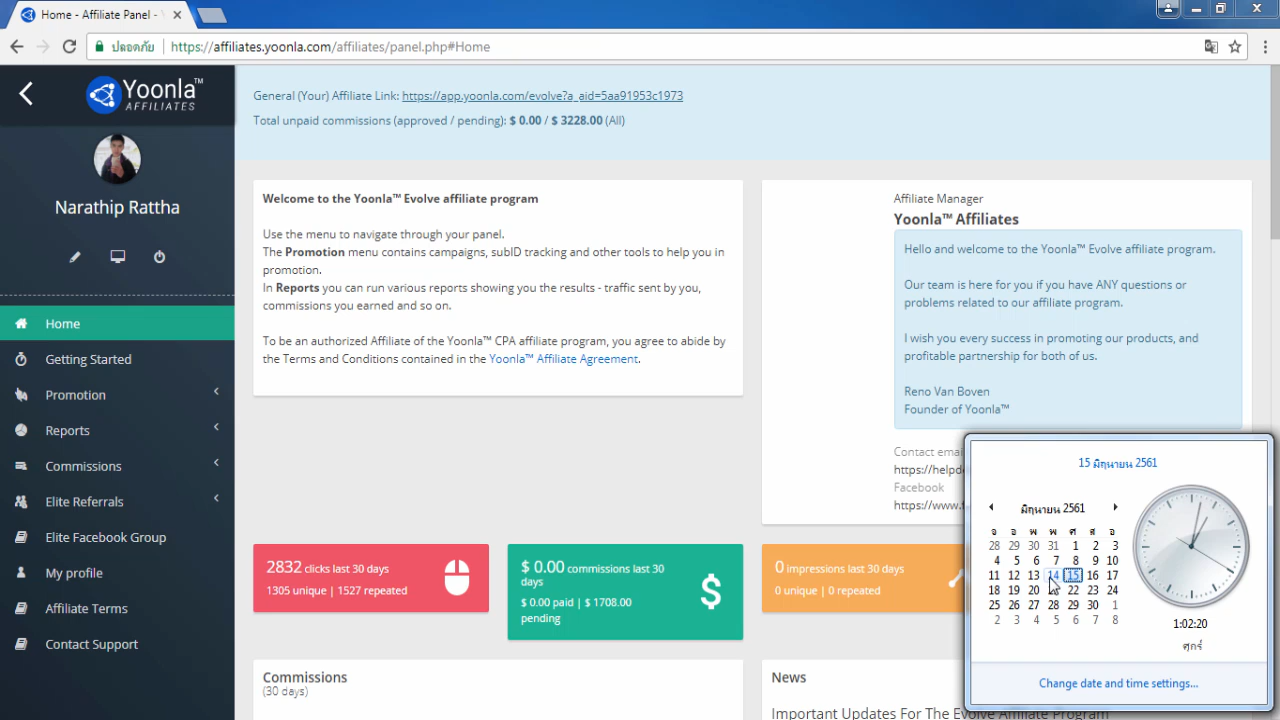 Home - Affiliate Panel -
ปลอดภัย
https://affiliates.yoonla.com/affiliates/panel.php#Home
Yoonla™
AFFILIATES
Narathip Rattha
Home
Getting Started
Promotion
Reports
Commissions
Elite Referrals
Elite Facebook Group
My profile
Affiliate Terms
Contact Support
General (Your) Affiliate Link: https://app.yoonla.com/evolve?a_aid=5aa91953c1973
Total unpaid commissions (approved / pending): $ 0.00 / $ 3228.00 (All)
Welcome to the Yoonla™ Evolve affiliate program
Use the menu to navigate through your panel.
The Promotion menu contains campaigns, subID tracking and other tools to help you in
promotion.
In Reports you can run various reports showing you the results - traffic sent by you,
commissions you earned and so on.
To be an authorized Affiliate of the Yoonla™ CPA affiliate program, you agree to abide by
the Terms and Conditions contained in the Yoonla™ Affiliate Agreement.
Affiliate Manager
Yoonla™ Affiliates
Hello and welcome to the Yoonla™ Evolve affiliate program.
Our team is here for you if you have ANY questions or
problems related to our affiliate program.
I wish you every success in promoting our products, and
profitable partnership for both of us.
Reno Van Boven
Founder of Yoonla™
Contact emai
https://helpd
Facebook
https://www.f
2832 clicks last 30 days
1305 unique | 1527 repeated
$ 0.00 commissions last 30
days
$ 0.00 paid | $ 1708.00
pending
0 impressions last 30 days
0 unique | 0 repeated
Commissions
(30 days)
News
Important Updates For The Evolve Affiliate Program
15 มิถุนายน 2561
มิถุนายน 2561
จ อ พ พ ศ ส อ
28 29 30 31 1 2 3
4 5 6 7 8 9 10
11 12 13 14 15 16 17
18 19 20 22 23 24
25 26 27 28 29 30 1
2 3 4 5 6 7 8
1:02:20
ศุกร์
Change date and time settings...